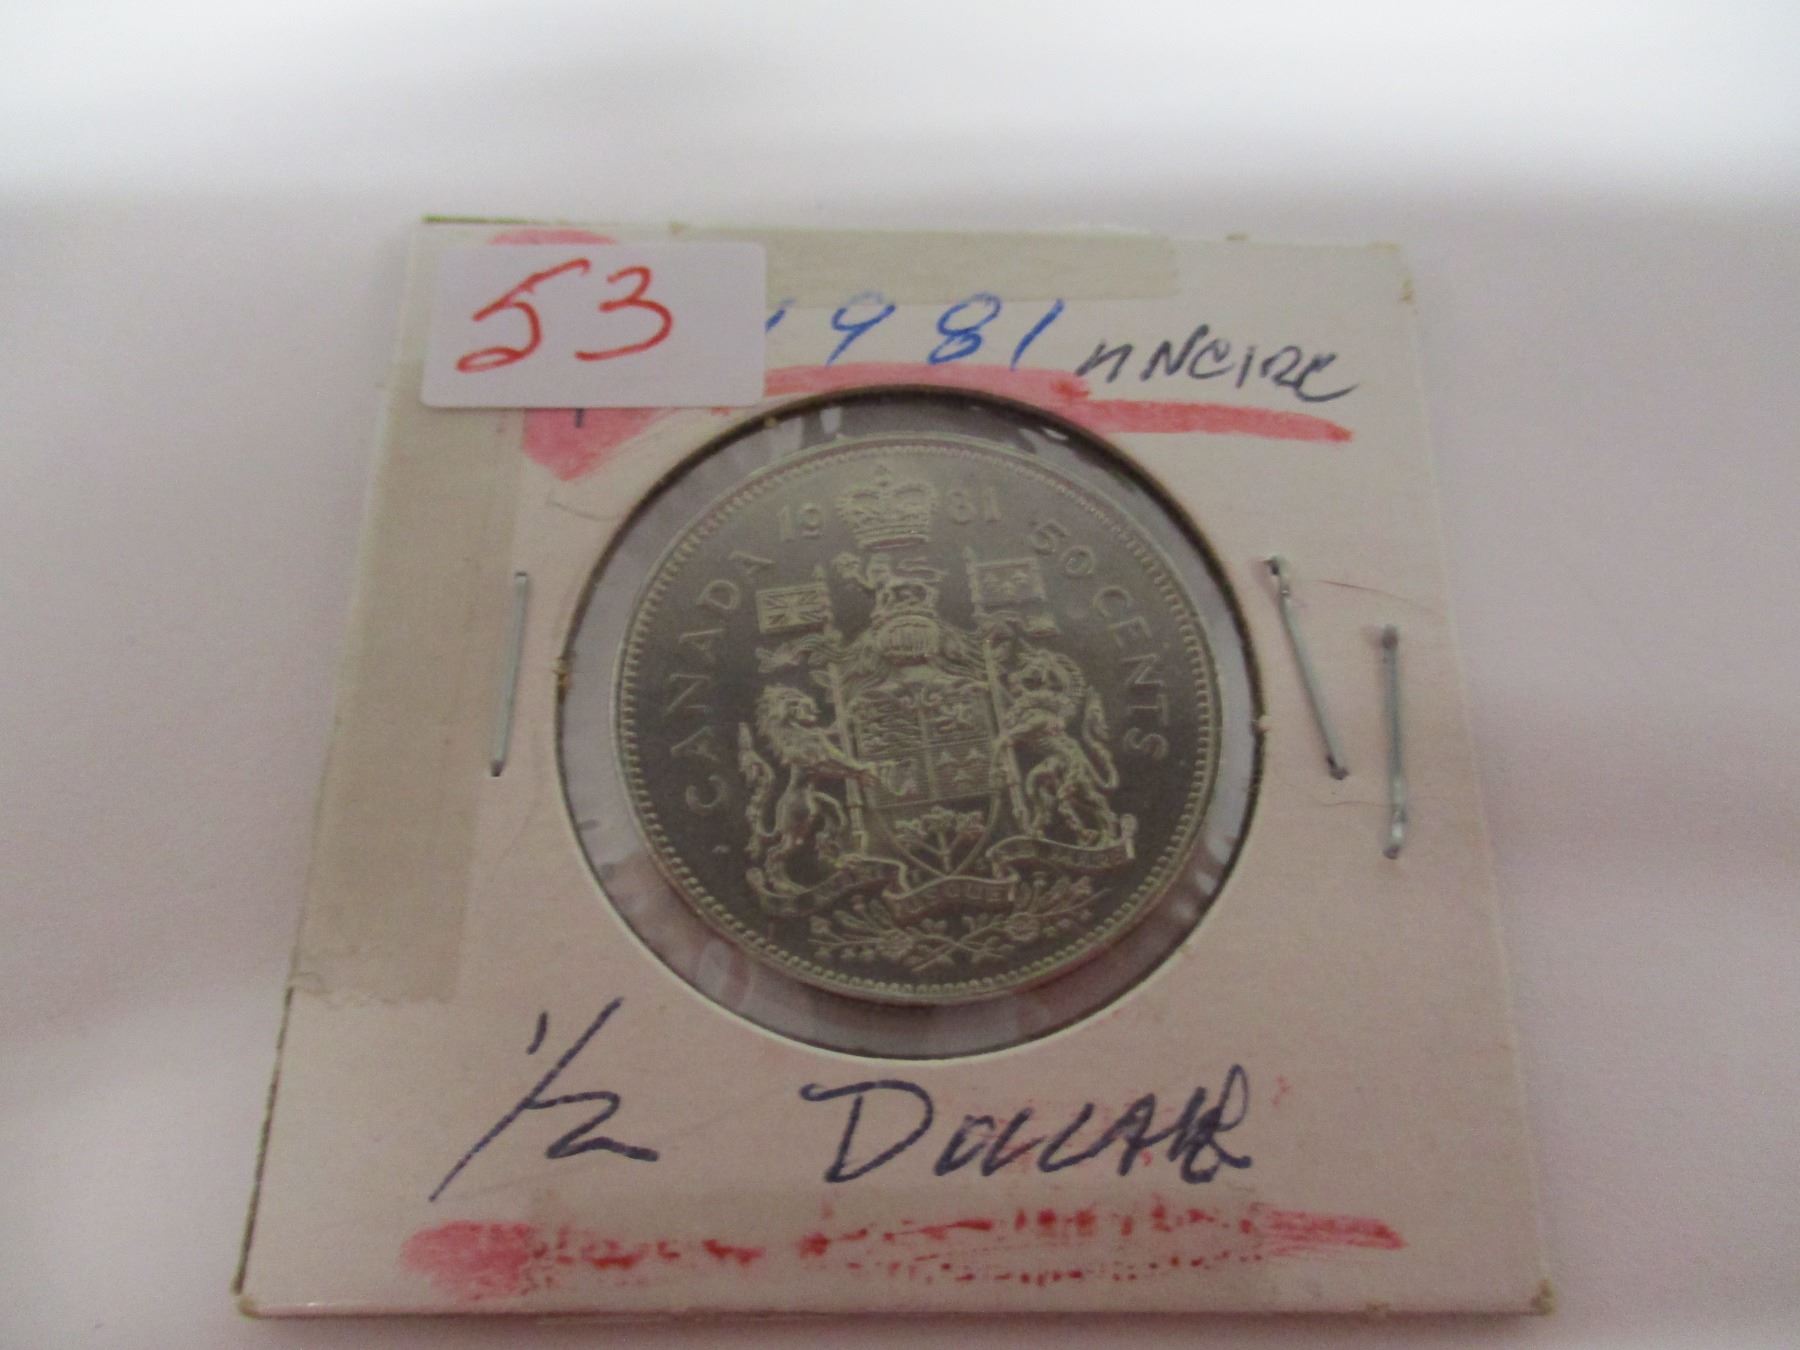 53
1981 UNCIRC
1981
CANADA
50 CENTS
1/2 DOLLAR